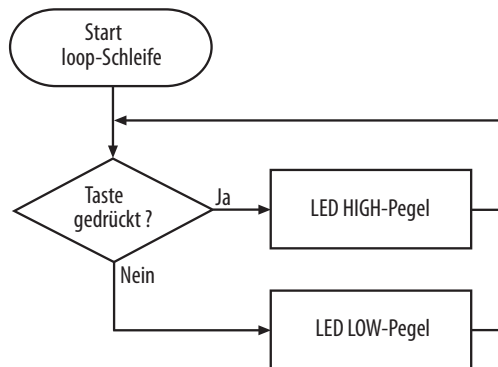 Start
loop-Schleife
Taste
gedrückt ?
Ja
LED HIGH-Pegel
Nein
LED LOW-Pegel